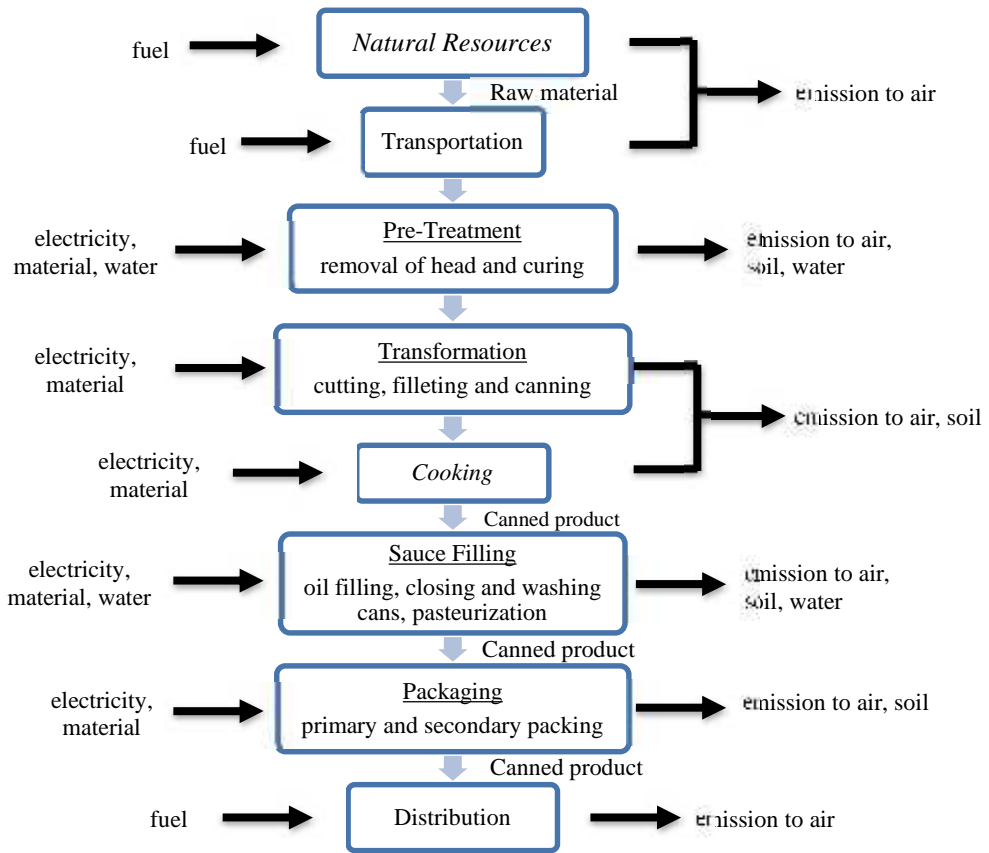 fuel
Natural Resources
Raw material
emission to air
fuel
Transportation
electricity,
material, water
Pre-Treatment
removal of head and curing
emission to air,
soil, water
electricity,
material
Transformation
cutting, filleting and canning
emission to air, soil
electricity,
material
Cooking
Canned product
electricity,
material, water
Sauce Filling
oil filling, closing and washing
cans, pasteurization
emission to air,
soil, water
Canned product
electricity,
material
Packaging
primary and secondary packing
emission to air, soil
Canned product
fuel
Distribution
emission to air